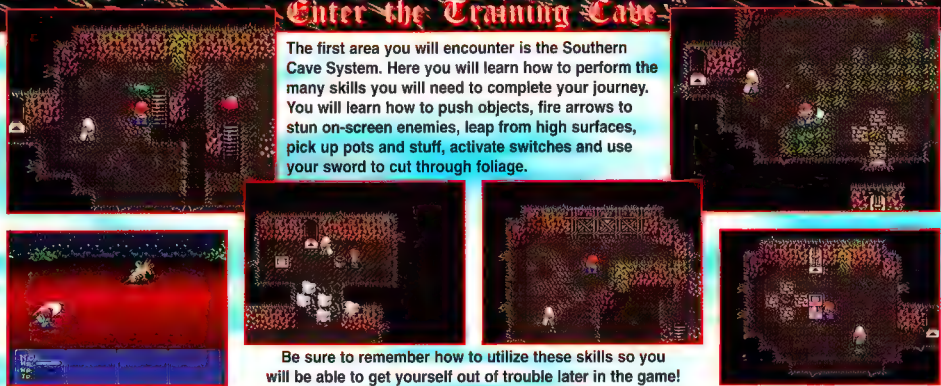 Enter the Training Cave
The first area you will encounter is the Southern
Cave System. Here you will learn how to perform the
many skills you will need to complete your journey.
You will learn how to push objects, fire arrows to
stun on-screen enemies, leap from high surfaces,
pick up pots and stuff, activate switches and use
your sword to cut through foliage.
Be sure to remember how to utilize these skills so you
will be able to get yourself out of trouble later in the game!